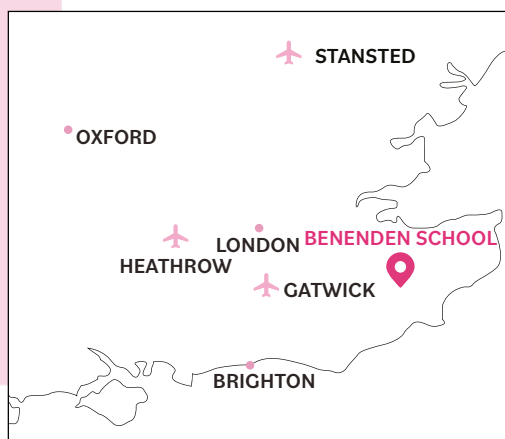 STANSTED
OXFORD
LONDON
BENENDEN SCHOOL
HEATHROW
GATWICK
BRIGHTON